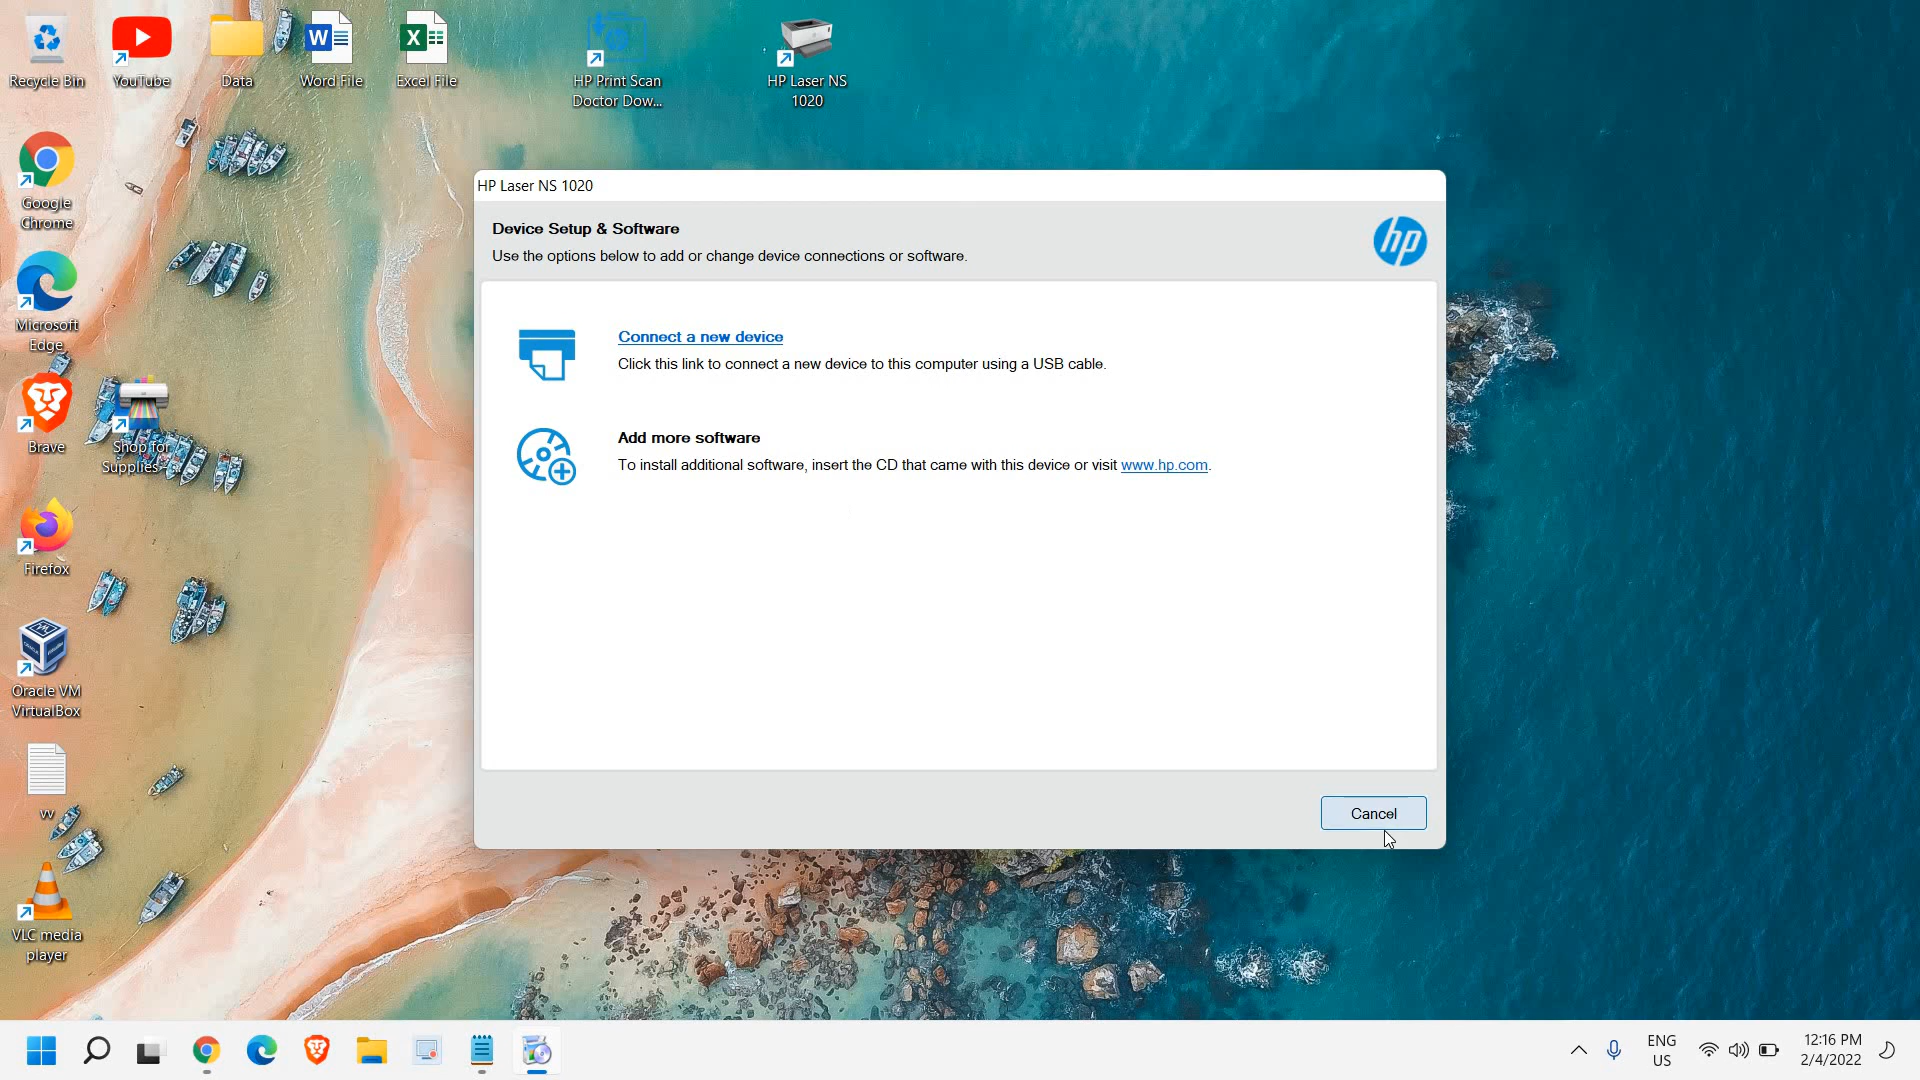 Recycle Bin
YouTube
Data
Word File
Excel File
HP Print Scan
Doctor Dow...
HP Laser NS
1020
Google
Chrome
Microsoft
Edge
Brave
Shop for
Supplies -
Firefox
Oracle VM
VirtualBox
vv
VLC media
player
HP Laser NS 1020
Device Setup & Software
Use the options below to add or change device connections or software.
hp
Connect a new device
Click this link to connect a new device to this computer using a USB cable.
Add more software
To install additional software, insert the CD that came with this device or visit www.hp.com.
Cancel
ENG
US
12:16 PM
2/4/2022